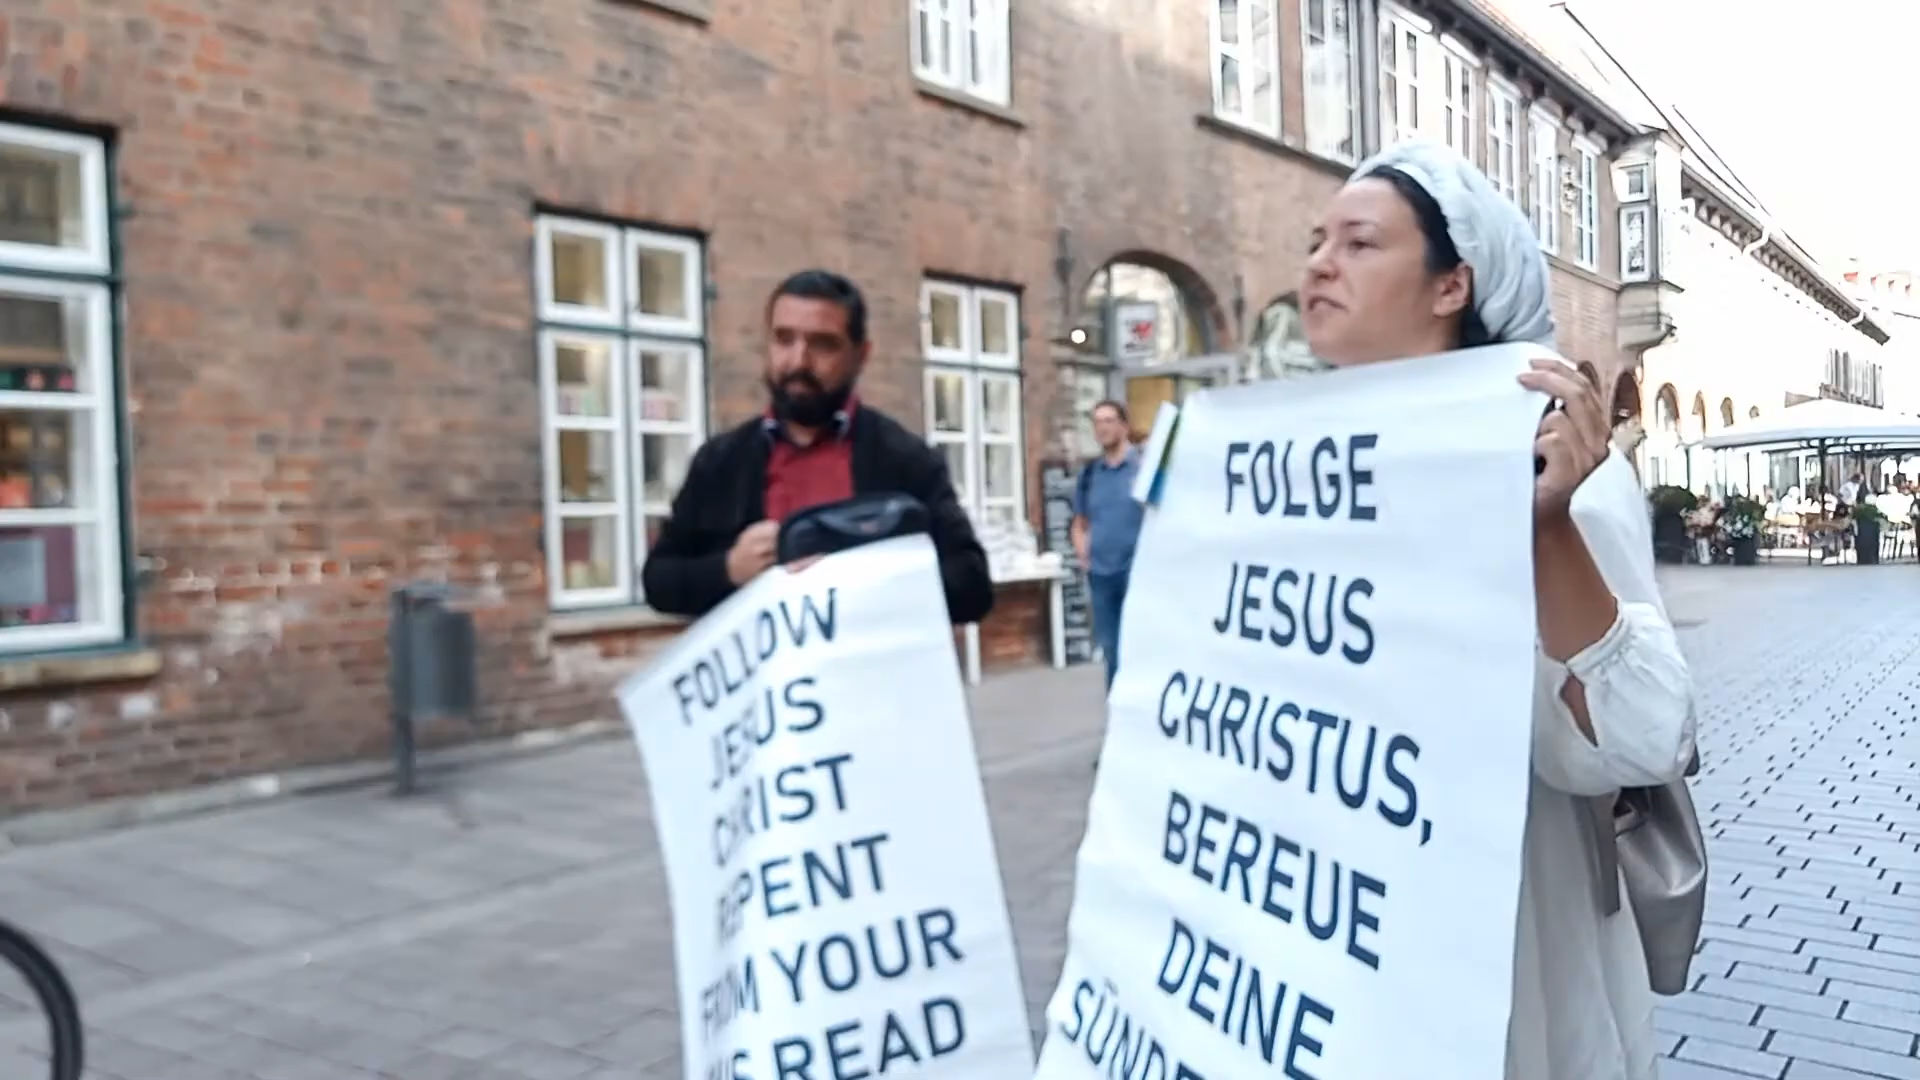 FOLLOW
JESUS
CHRIST
REPENT
FROM YOUR
READ
FOLGE
JESUS
CHRISTUS,
BEREUE
DEINE